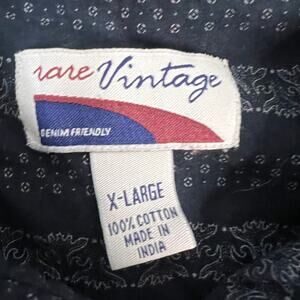 rare Vintage
DENIM FRIENDLY
X-LARGE
100% COTTON
MADE IN
INDIA